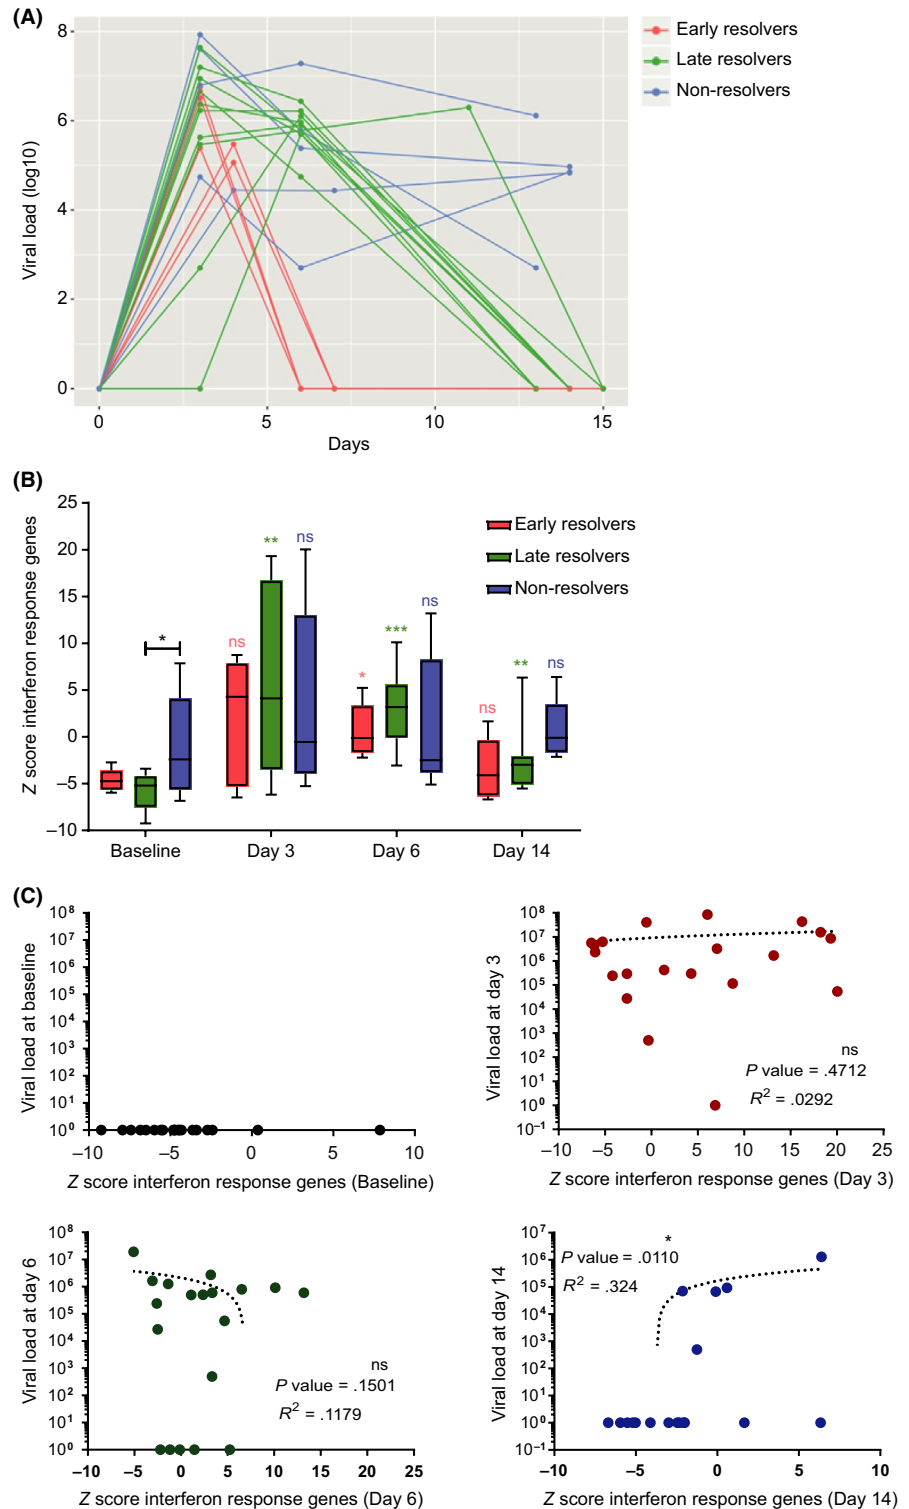 (A)
8
6
4
2
0
Viral load (log10)
0 5 10 15
Days
Early resolvers
Late resolvers
Non-resolvers
(B)
25
20
15
10
5
0
–5
–10
Z score interferon response genes
*
ns ** ns
* *** ns
ns ** ns
Early resolvers
Late resolvers
Non-resolvers
Baseline Day 3 Day 6 Day 14
(C)
10^8
10^7
10^6
10^5
10^4
10^3
10^2
10^1
10^0
Viral load at baseline
–10 –5 0 5 10
Z score interferon response genes (Baseline)
10^8
10^7
10^6
10^5
10^4
10^3
10^2
10^1
10^0
10^–1
Viral load at day 3
ns
P value = .4712
R^2 = .0292
–10 –5 0 5 10 15 20 25
Z score interferon response genes (Day 3)
10^8
10^7
10^6
10^5
10^4
10^3
10^2
10^1
10^0
Viral load at day 6
ns
P value = .1501
R^2 = .1179
–10 –5 0 5 10 15 20 25
Z score interferon response genes (Day 6)
10^8
10^7
10^6
10^5
10^4
10^3
10^2
10^1
10^0
10^–1
Viral load at day 14
*
P value = .0110
R^2 = .324
–10 –5 0 5 10
Z score interferon response genes (Day 14)